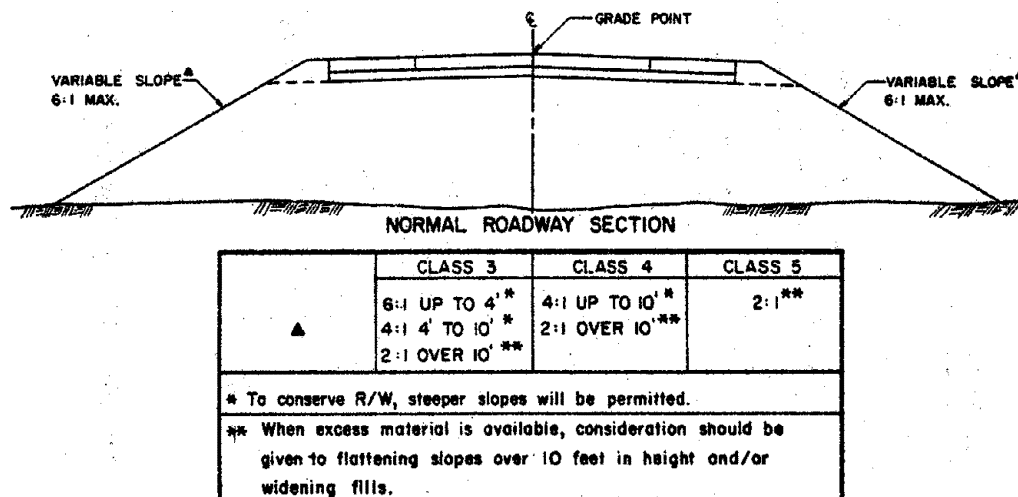 ℄
GRADE POINT
VARIABLE SLOPE▲
6:1 MAX.
VARIABLE SLOPE
6:1 MAX.
NORMAL ROADWAY SECTION
CLASS 3 CLASS 4 CLASS 5
▲
6:1 UP TO 4' * 4:1 UP TO 10' * 2:1 **
4:1 4' TO 10' * 2:1 OVER 10' **
2:1 OVER 10' **
* To conserve R/W, steeper slopes will be permitted.
** When excess material is available, consideration should be
given to flattening slopes over 10 feet in height and/or
widening fills.